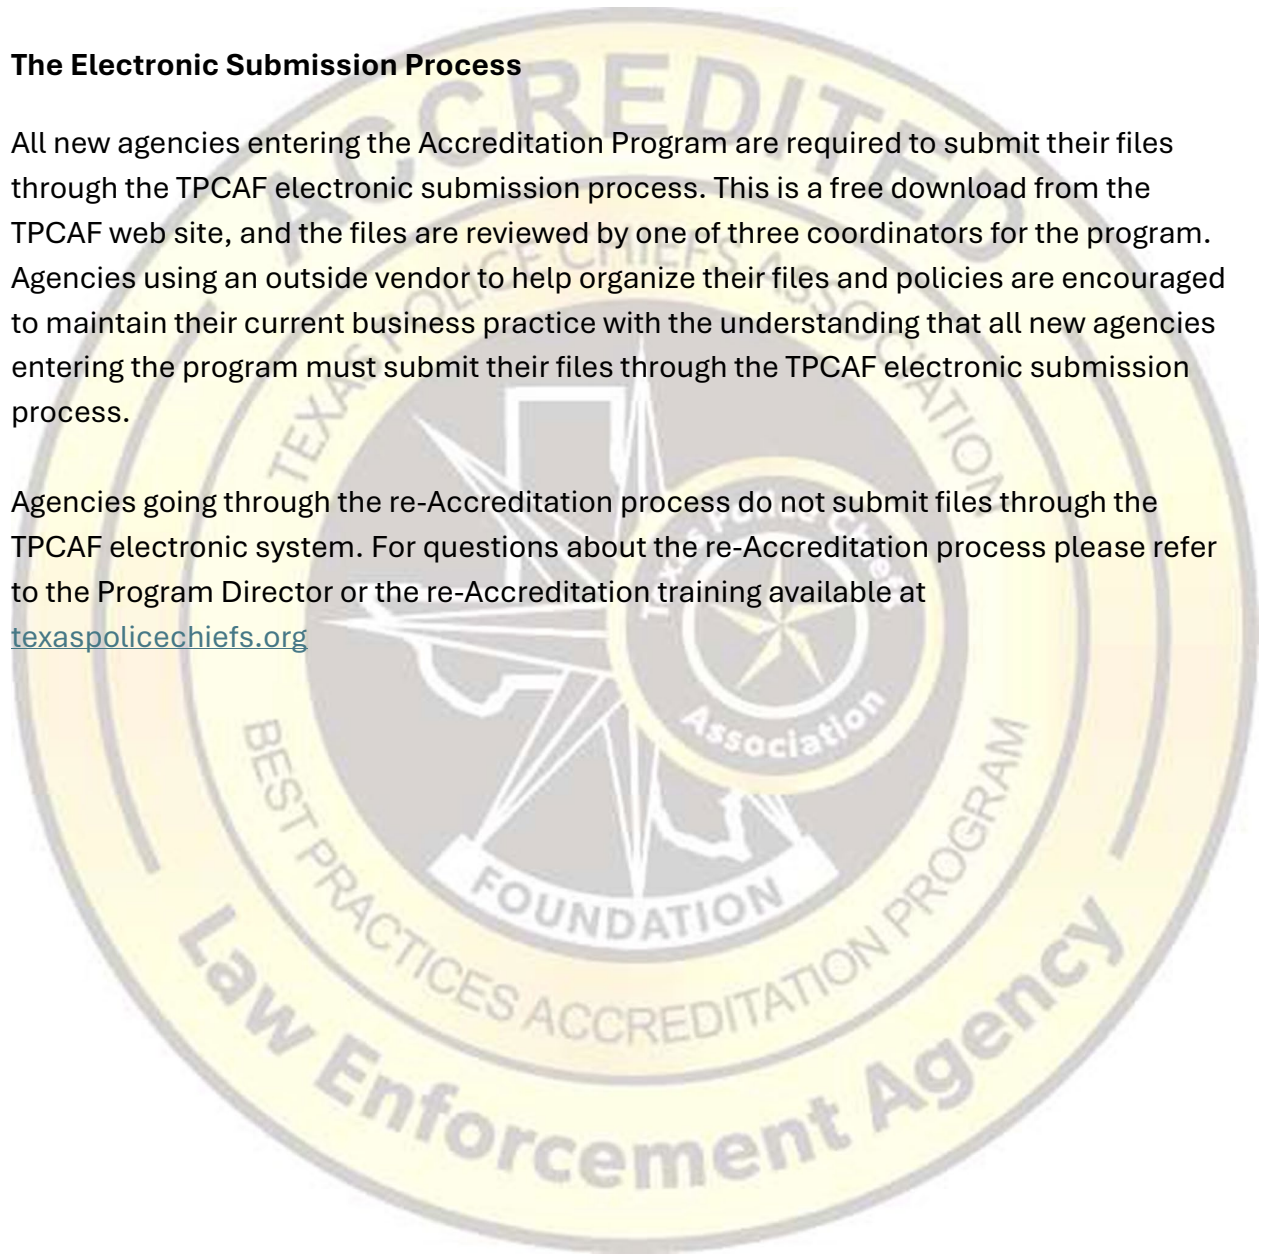 The Electronic Submission Process
All new agencies entering the Accreditation Program are required to submit their files
through the TPCAF electronic submission process. This is a free download from the
TPCAF web site, and the files are reviewed by one of three coordinators for the program.
Agencies using an outside vendor to help organize their files and policies are encouraged
to maintain their current business practice with the understanding that all new agencies
entering the program must submit their files through the TPCAF electronic submission
process.
Agencies going through the re-Accreditation process do not submit files through the
TPCAF electronic system. For questions about the re-Accreditation process please refer
to the Program Director or the re-Accreditation training available at
texaspolicechiefs.org
ACCREDITED
TEXAS POLICE CHIEFS ASSOCIATION
Texas Police Chiefs
Association
FOUNDATION
BEST PRACTICES ACCREDITATION PROGRAM
Law Enforcement Agency